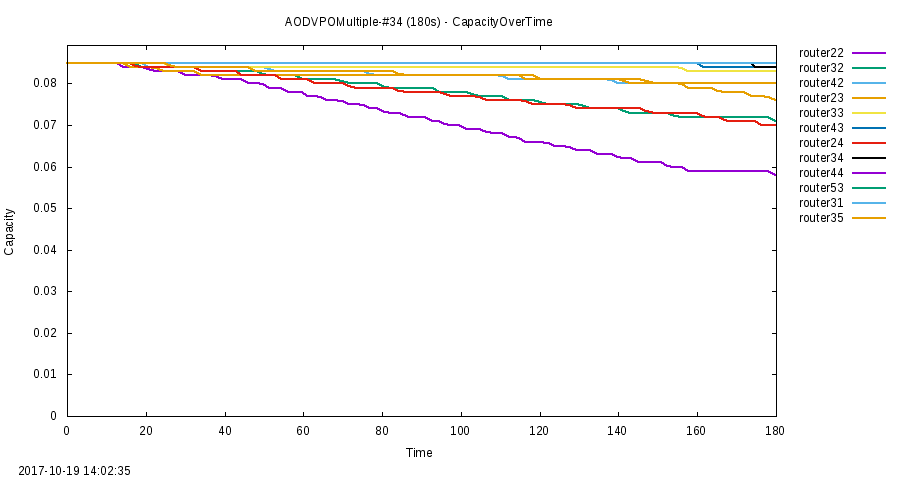 AODVPOMultiple-#34 (180s) - CapacityOverTime
router22
router32
router42
router23
router33
router43
router24
router34
router44
router53
router31
router35
0.08
0.07
0.06
0.05
0.04
0.03
0.02
0.01
0
Capacity
0 20 40 60 80 100 120 140 160 180
Time
2017-10-19 14:02:35